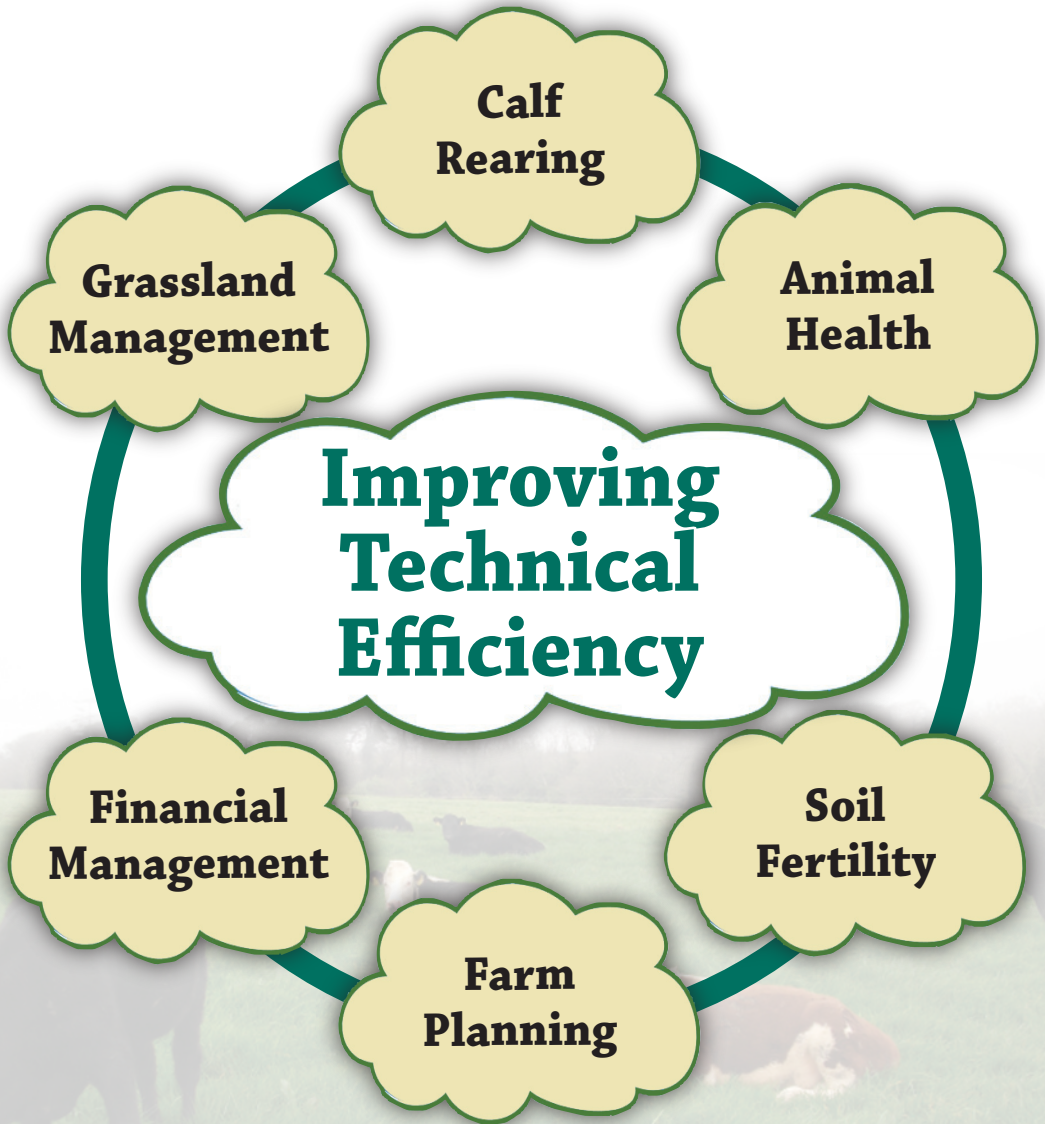 Calf
Rearing
Grassland
Management
Animal
Health
Improving
Technical
Efficiency
Financial
Management
Soil
Fertility
Farm
Planning